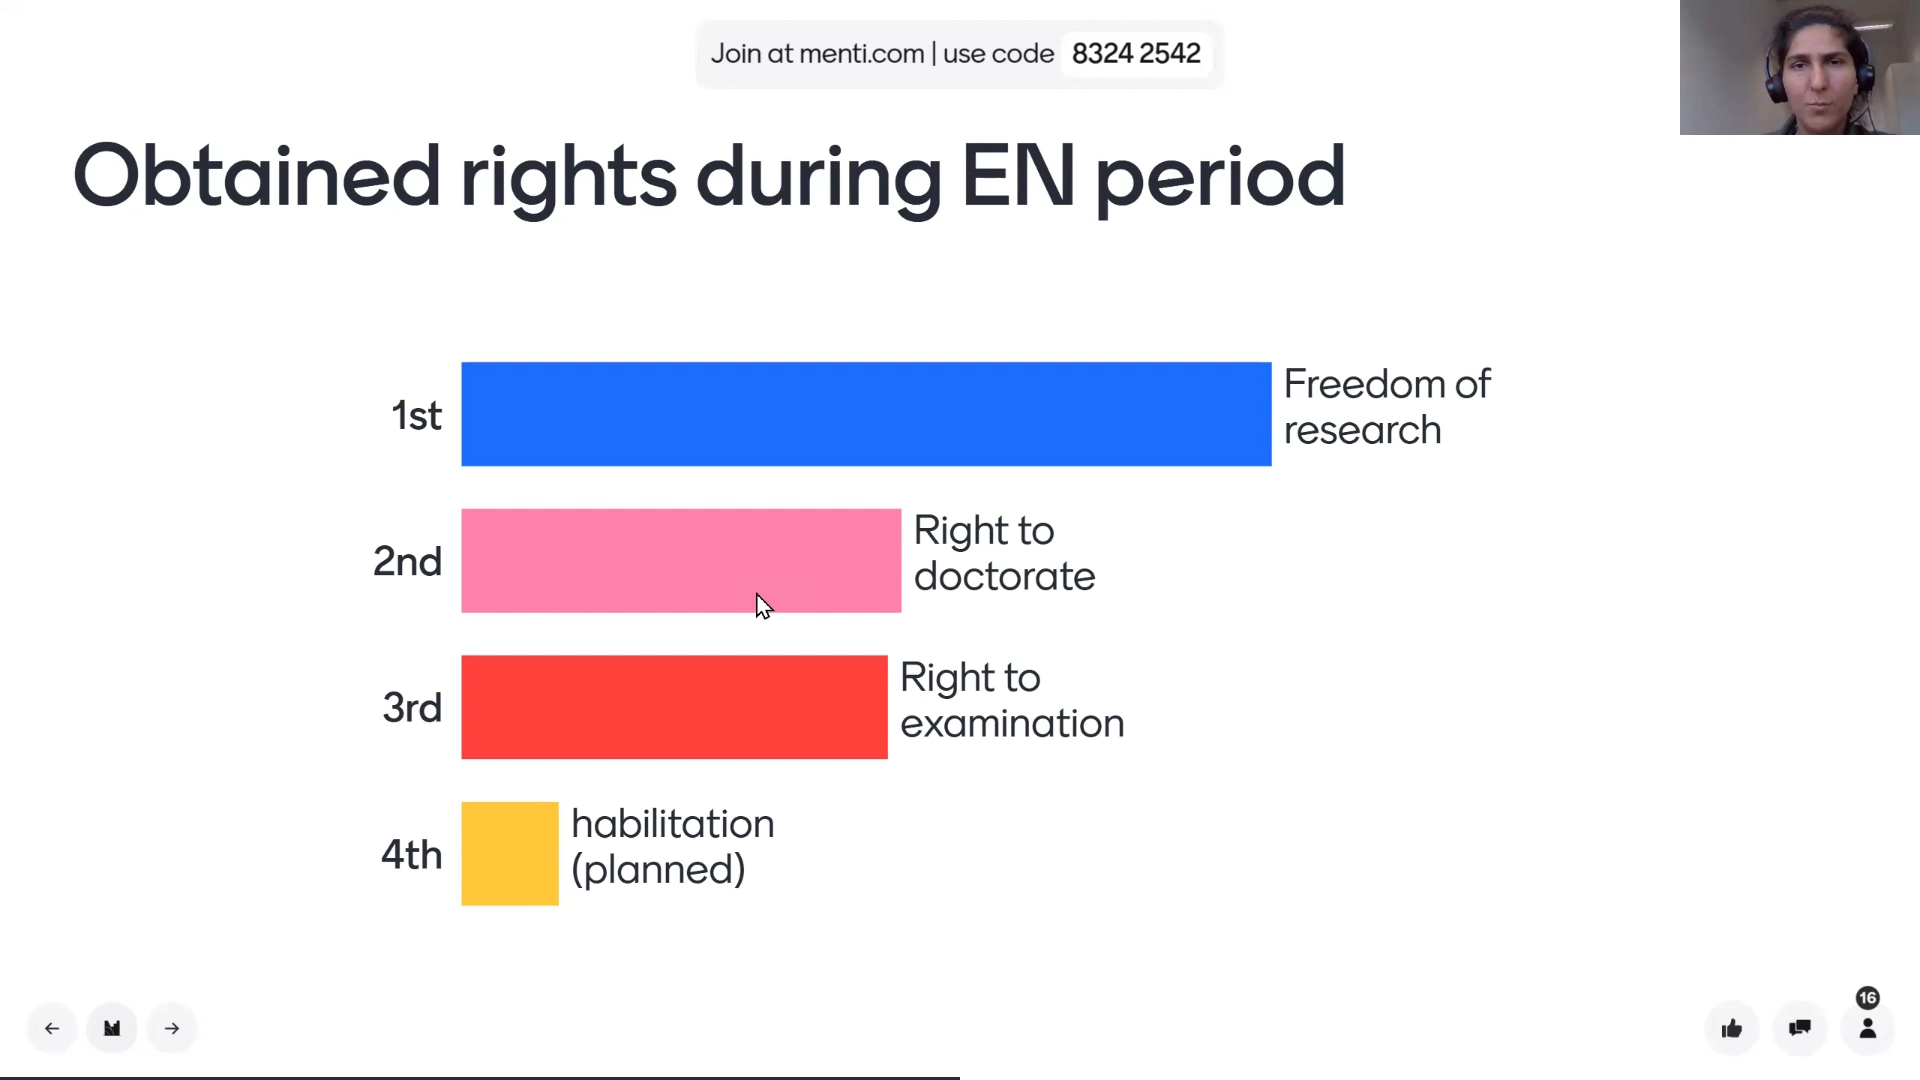 Join at menti.com | use code 8324 2542
Obtained rights during EN period
1st
Freedom of
research
2nd
Right to
doctorate
3rd
Right to
examination
4th
habilitation
(planned)
16